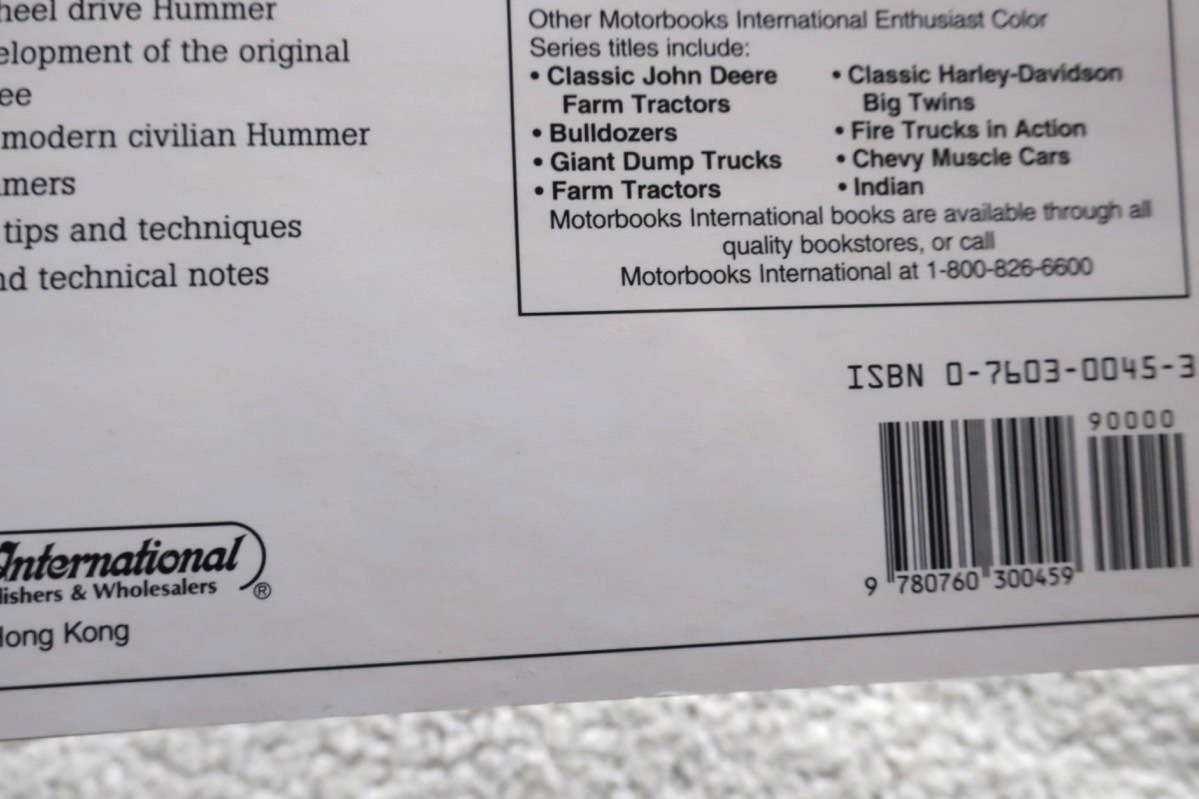 heel drive Hummer
elopment of the original
ee
modern civilian Hummer
mers
tips and techniques
nd technical notes
Other Motorbooks International Enthusiast Color
Series titles include:
• Classic John Deere
Farm Tractors
• Bulldozers
• Giant Dump Trucks
• Farm Tractors
• Classic Harley-Davidson
Big Twins
• Fire Trucks in Action
• Chevy Muscle Cars
• Indian
Motorbooks International books are available through all
quality bookstores, or call
Motorbooks International at 1-800-826-6600
ISBN 0-7603-0045-3
90000
9 780760 300459
International
lishers & Wholesalers ®
Hong Kong